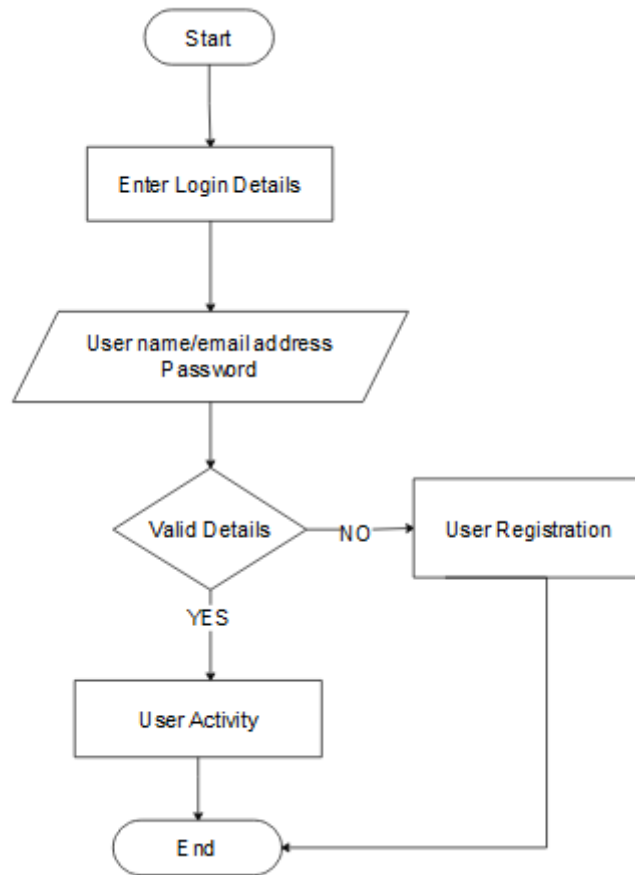 Start
Enter Login Details
User name/email address
Password
Valid Details
NO
User Registration
YES
User Activity
End